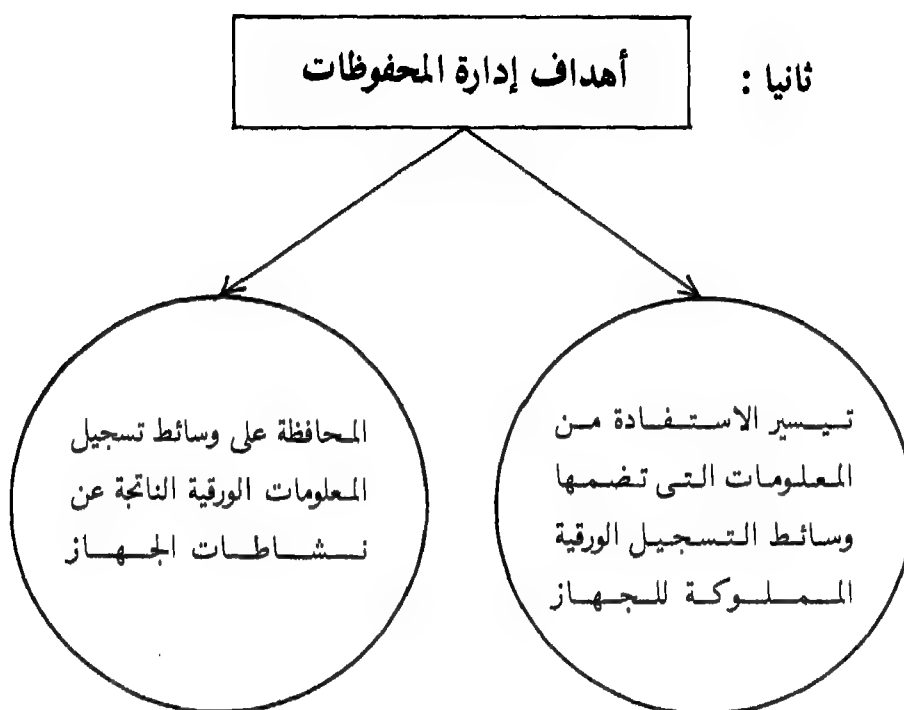 ثانيا : أهداف إدارة المحفوظات
تيسير الاستفادة من
المعلومات التى تضمها
وسائط التسجيل الورقية
المملوكة للجهاز
المحافظة على وسائط تسجيل
المعلومات الورقية الناتجة عن
نشاطات الجهاز